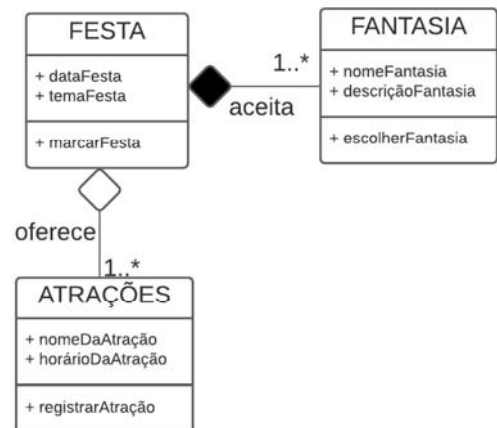 FESTA
+ dataFesta
+ temaFesta
+ marcarFesta
1..*
aceita
FANTASIA
+ nomeFantasia
+ descriçãoFantasia
+ escolherFantasia
oferece
1..*
ATRAÇÕES
+ nomeDaAtração
+ horárioDaAtração
+ registrarAtração